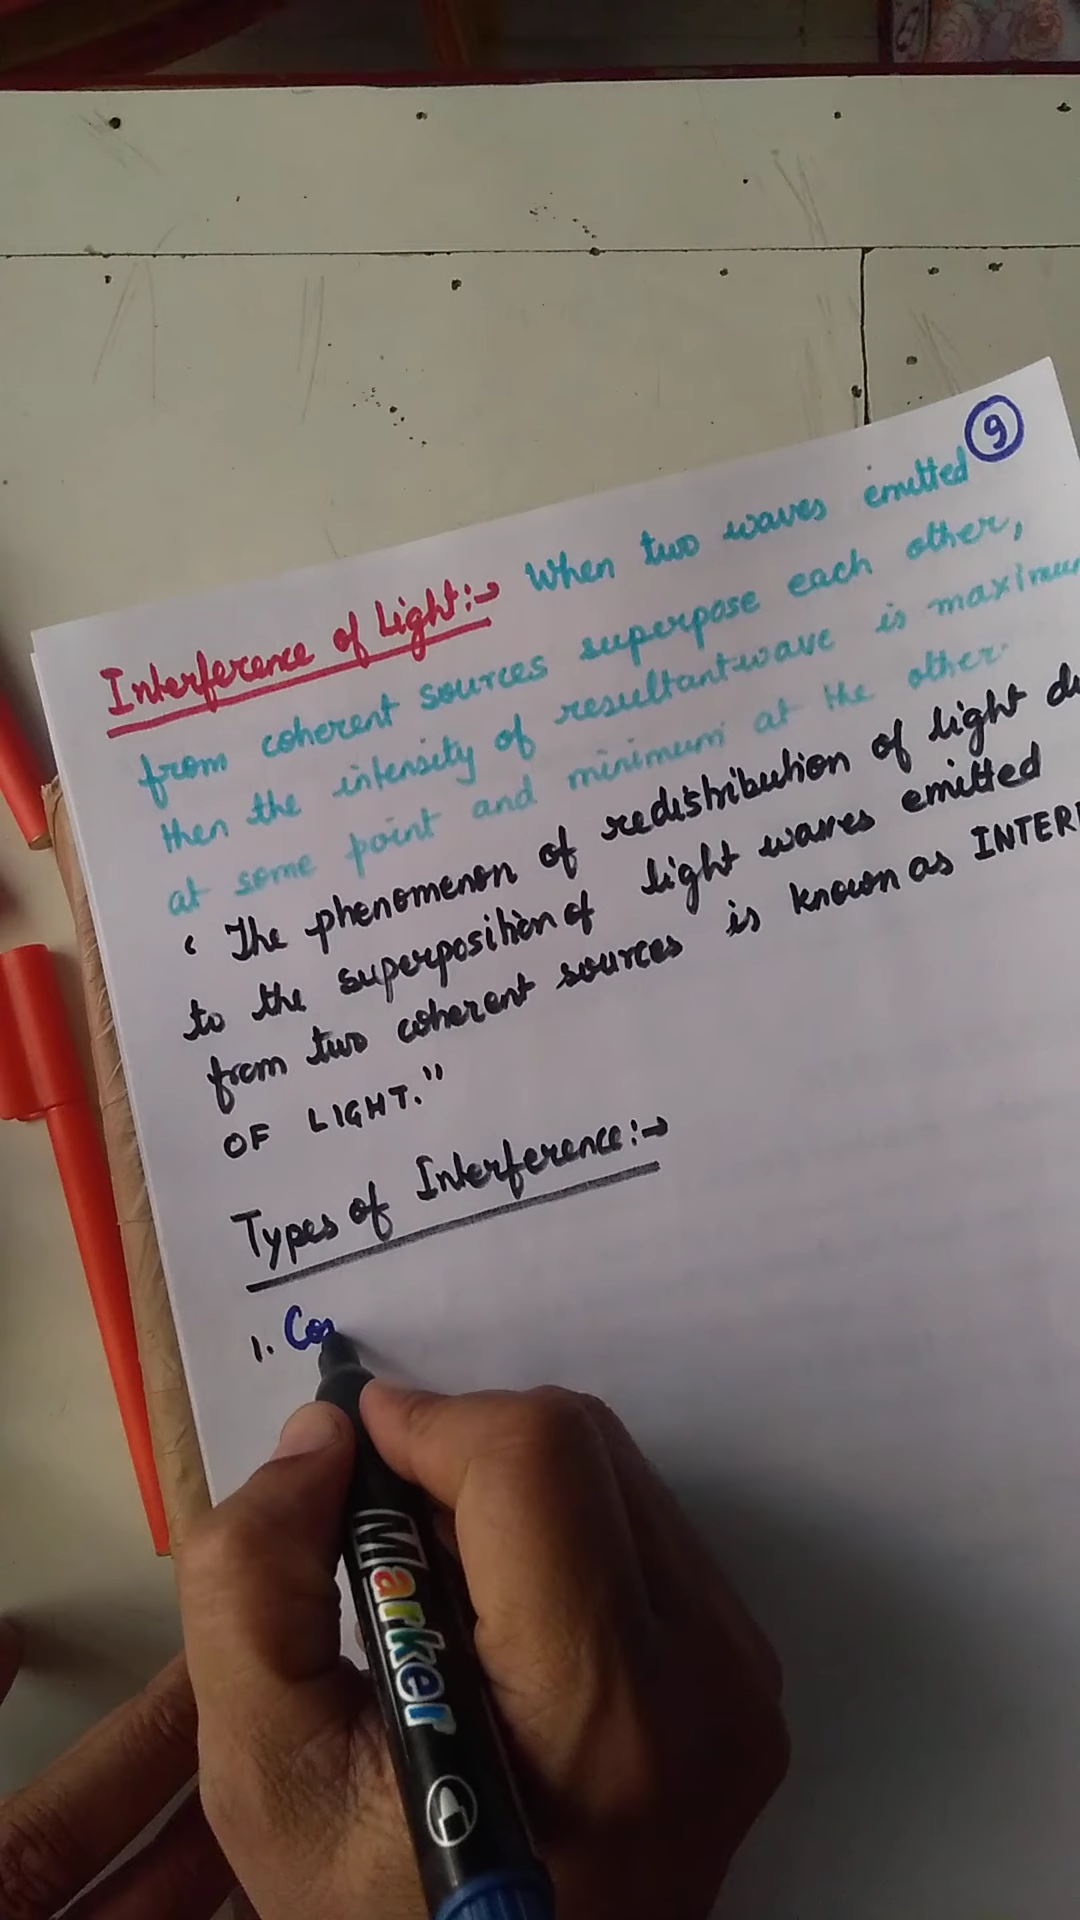 9
Interference of Light:→ When two waves emitted
from coherent sources superpose each other,
then the intensity of resultant wave is maximum
at some point and minimum at the other.
“ The phenomenon of redistribution of light
to the superposition of light waves emitted
from two coherent sources is known as
OF LIGHT."
Types of Interference:→
1.
Marker